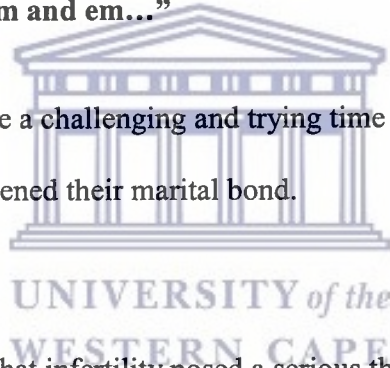 m and em...”
e a challenging and trying time
ened their marital bond.
UNIVERSITY of the
WESTERN CAPE
hat infertility posed a serious th